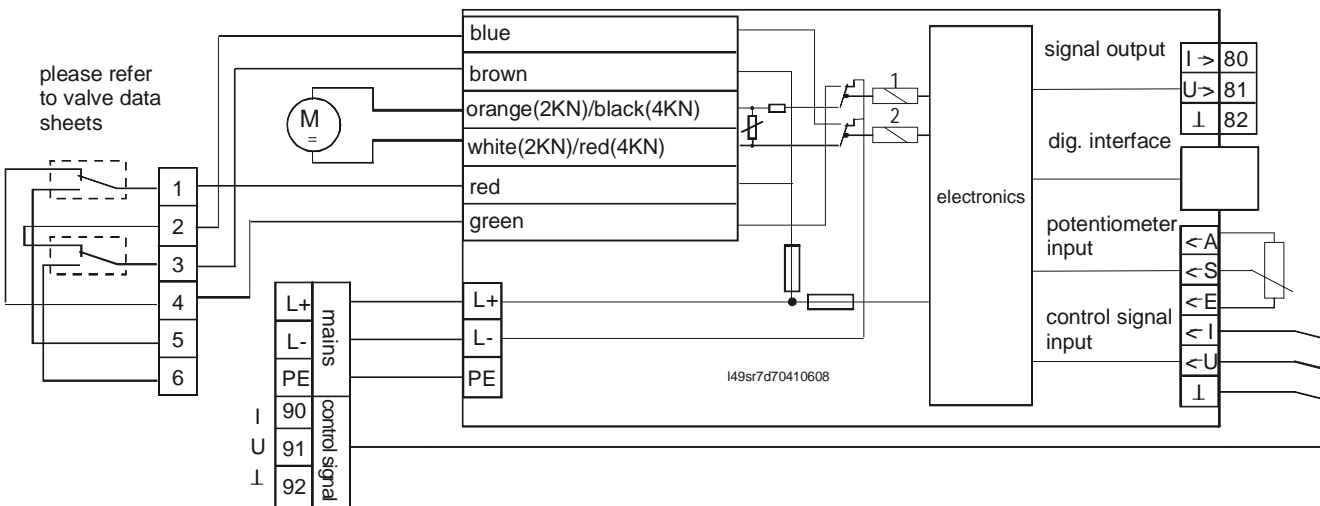 please refer
to valve data
sheets
M
=
1
2
3
4
5
6
blue
brown
orange(2KN)/black(4KN)
white(2KN)/red(4KN)
red
green
1
2
electronics
signal output
I -> 80
U-> 81
⊥ 82
dig. interface
potentiometer
input
<-A
<-S
<-E
control signal
input
<-I
<-U
⊥
L+
L-
PE
mains
L+
L-
PE
I49sr7d70410608
I 90
U 91
⊥ 92
control signal